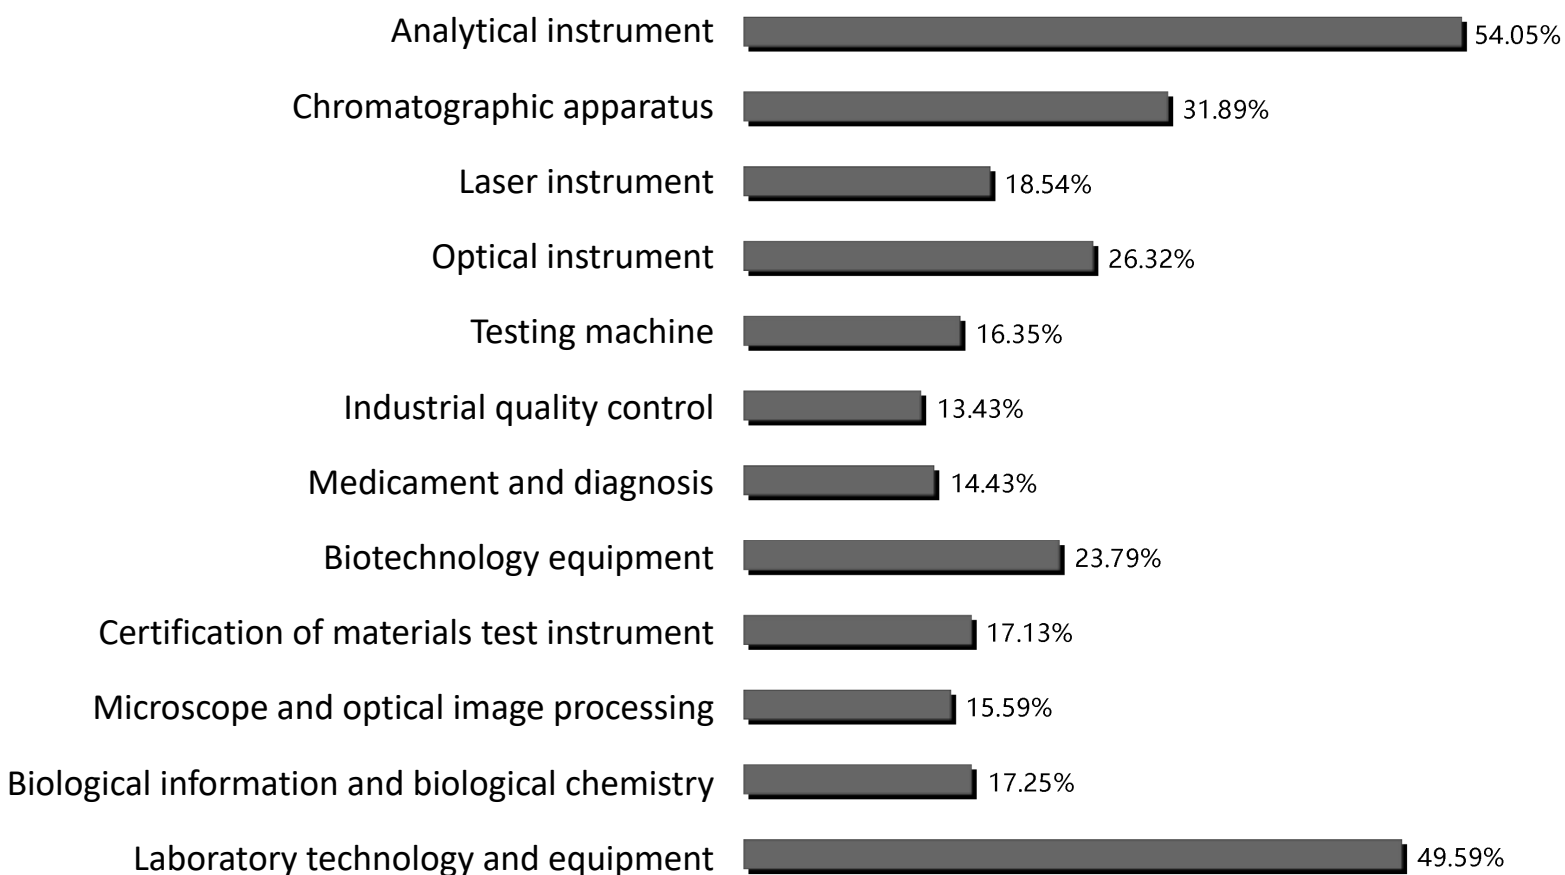 Analytical instrument 54.05%
Chromatographic apparatus 31.89%
Laser instrument 18.54%
Optical instrument 26.32%
Testing machine 16.35%
Industrial quality control 13.43%
Medicament and diagnosis 14.43%
Biotechnology equipment 23.79%
Certification of materials test instrument 17.13%
Microscope and optical image processing 15.59%
Biological information and biological chemistry 17.25%
Laboratory technology and equipment 49.59%